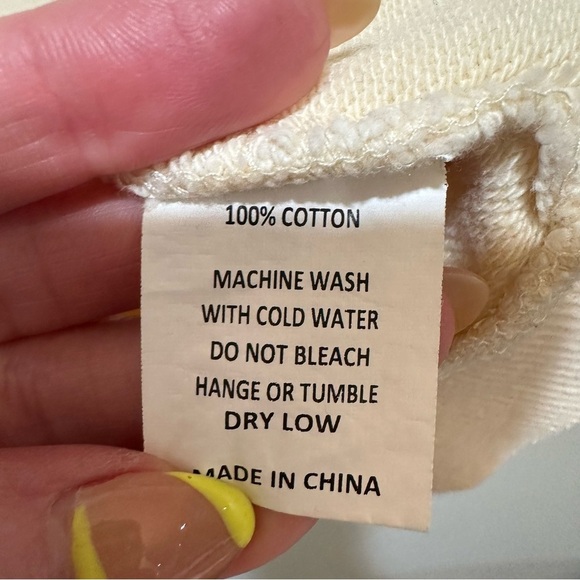 100% COTTON
MACHINE WASH
WITH COLD WATER
DO NOT BLEACH
HANGE OR TUMBLE
DRY LOW
MADE IN CHINA